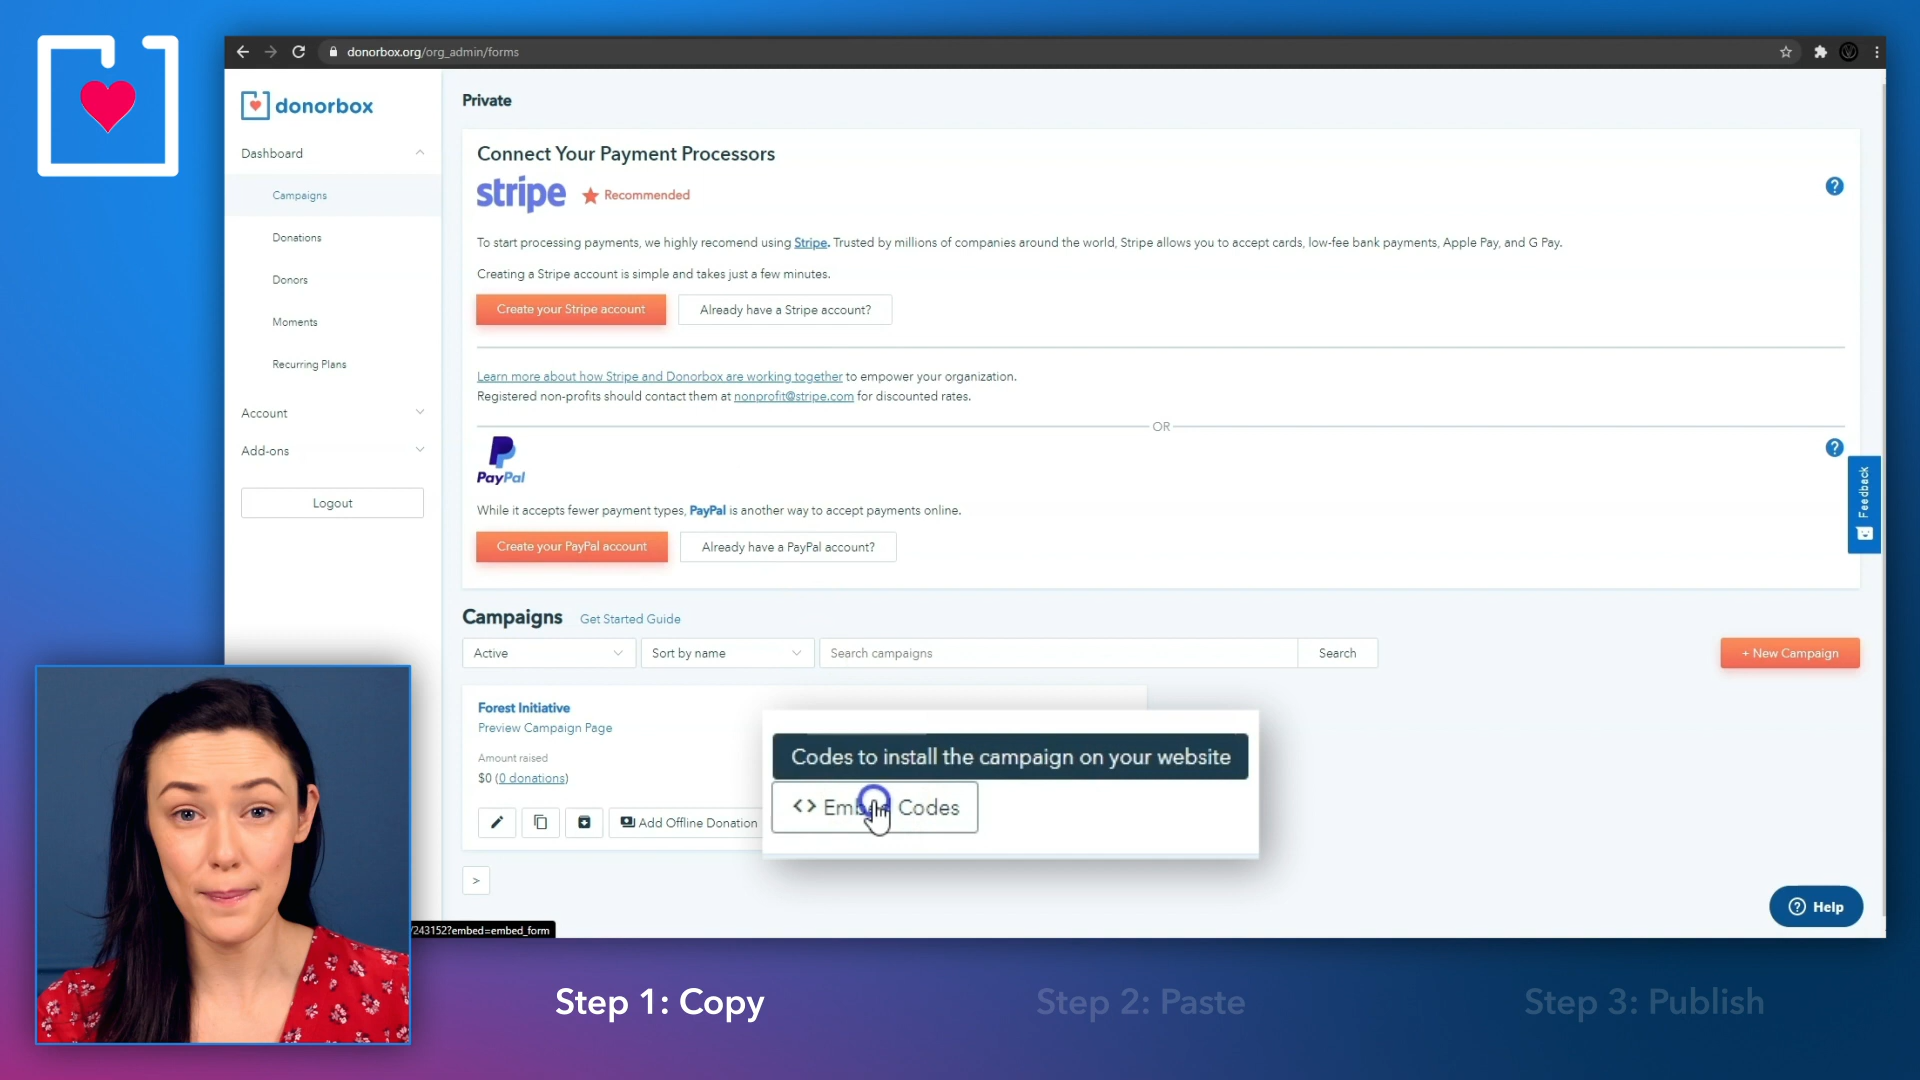 donorbox.org/org_admin/forms
donorbox
Dashboard
Campaigns
Donations
Donors
Moments
Recurring Plans
Account
Add-ons
Logout
Private
Connect Your Payment Processors
stripe
Recommended
?
To start processing payments, we highly recomend using Stripe. Trusted by millions of companies around the world, Stripe allows you to accept cards, low-fee bank payments, Apple Pay, and G Pay.
Creating a Stripe account is simple and takes just a few minutes.
Create your Stripe account
Already have a Stripe account?
Learn more about how Stripe and Donorbox are working together to empower your organization.
Registered non-profits should contact them at nonprofit@stripe.com for discounted rates.
OR
PayPal
?
While it accepts fewer payment types, PayPal is another way to accept payments online.
Create your PayPal account
Already have a PayPal account?
Feedback
Campaigns
Get Started Guide
Active
Sort by name
Search campaigns
Search
+ New Campaign
Forest Initiative
Preview Campaign Page
Amount raised
$0 (0 donations)
Add Offline Donation
Codes to install the campaign on your website
<> Embed Codes
>
? Help
/243152?embed=embed_form
Step 1: Copy
Step 2: Paste
Step 3: Publish